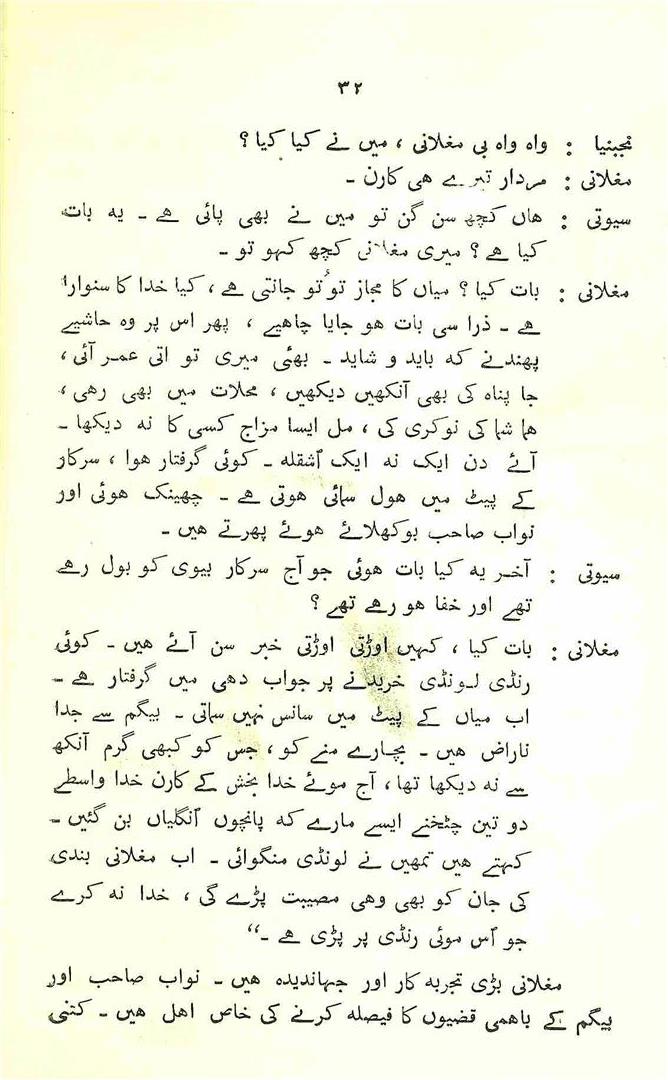 ۳۲
نجبنیا : واہ واہ بی مغلانی ، میں نے کیا کیا ؟
مغلانی : مردار تیرے ھی کارن ۔
سیوتی : ھاں کچھ سن گن تو میں نے بھی پائی ھے ۔ یہ بات
کیا ھے ؟ میری مغلانی کچھ کہو تو ۔
مغلانی : بات کیا ؟ میاں کا مجاز تو تُو جانتی ھے ، کیا خدا کا سنوارا
ھے ۔ ذرا سی بات ھو جایا چاھیے ، پھر اس پر وہ حاشیے
پھندنے کہ باید و شاید ۔ بھئی میری تو اتی عمر آئی ،
جا پناہ کی بھی آنکھیں دیکھیں ، محلات میں بھی رھی ،
ھما شما کی نوکری کی ، مل ایسا مزاج کسی کا نہ دیکھا ۔
آئے دن ایک نہ ایک اشقلہ ۔ کوئی گرفتار ھوا ، سرکار
کے پیٹ میں ھول سمائی ھوتی ھے ۔ چھینک ھوئی اور
نواب صاحب بوکھلائے ھوئے پھرتے ھیں ۔
سیوتی : آخر یہ کیا بات ھوئی جو آج سرکار بیوی کو بول رھے
تھے اور خفا ھو رھے تھے ؟
مغلانی : بات کیا ، کہیں اوڑتی اوڑتی خبر سن آئے ھیں ۔ کوئی
رنڈی لونڈی خریدنے پر جواب دھی میں گرفتار ھے ۔
اب میاں کے پیٹ میں سانس نہیں سماتی ۔ بیگم سے جدا
ناراض ھیں ۔ بچارے منے کو ، جس کو کبھی گرم آنکھ
سے نہ دیکھا تھا ، آج موئے خدا بخش کے کارن خدا واسطے
دو تین چٹخنے ایسے مارے کہ پانچوں انگلیاں بن گئیں ۔
کہتے ھیں تمھیں نے لونڈی منگوائی ۔ اب مغلانی بندی
کی جان کو بھی وھی مصیبت پڑے گی ، خدا نہ کرے
جو اُس موئی رنڈی پر پڑی ھے ۔“
مغلانی بڑی تجربہ کار اور جہاندیدہ ھیں ۔ نواب صاحب اور
بیگم کے باھمی قضیوں کا فیصلہ کرنے کی خاص اھل ھیں ۔ کتنی